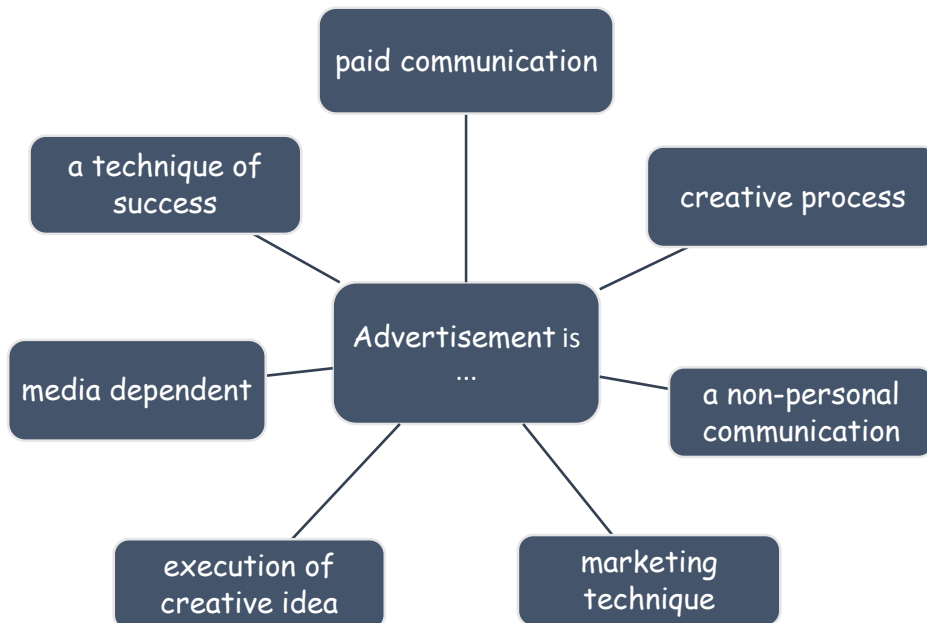 paid communication
a technique of
success
creative process
Advertisement is
...
media dependent
a non-personal
communication
execution of
creative idea
marketing
technique